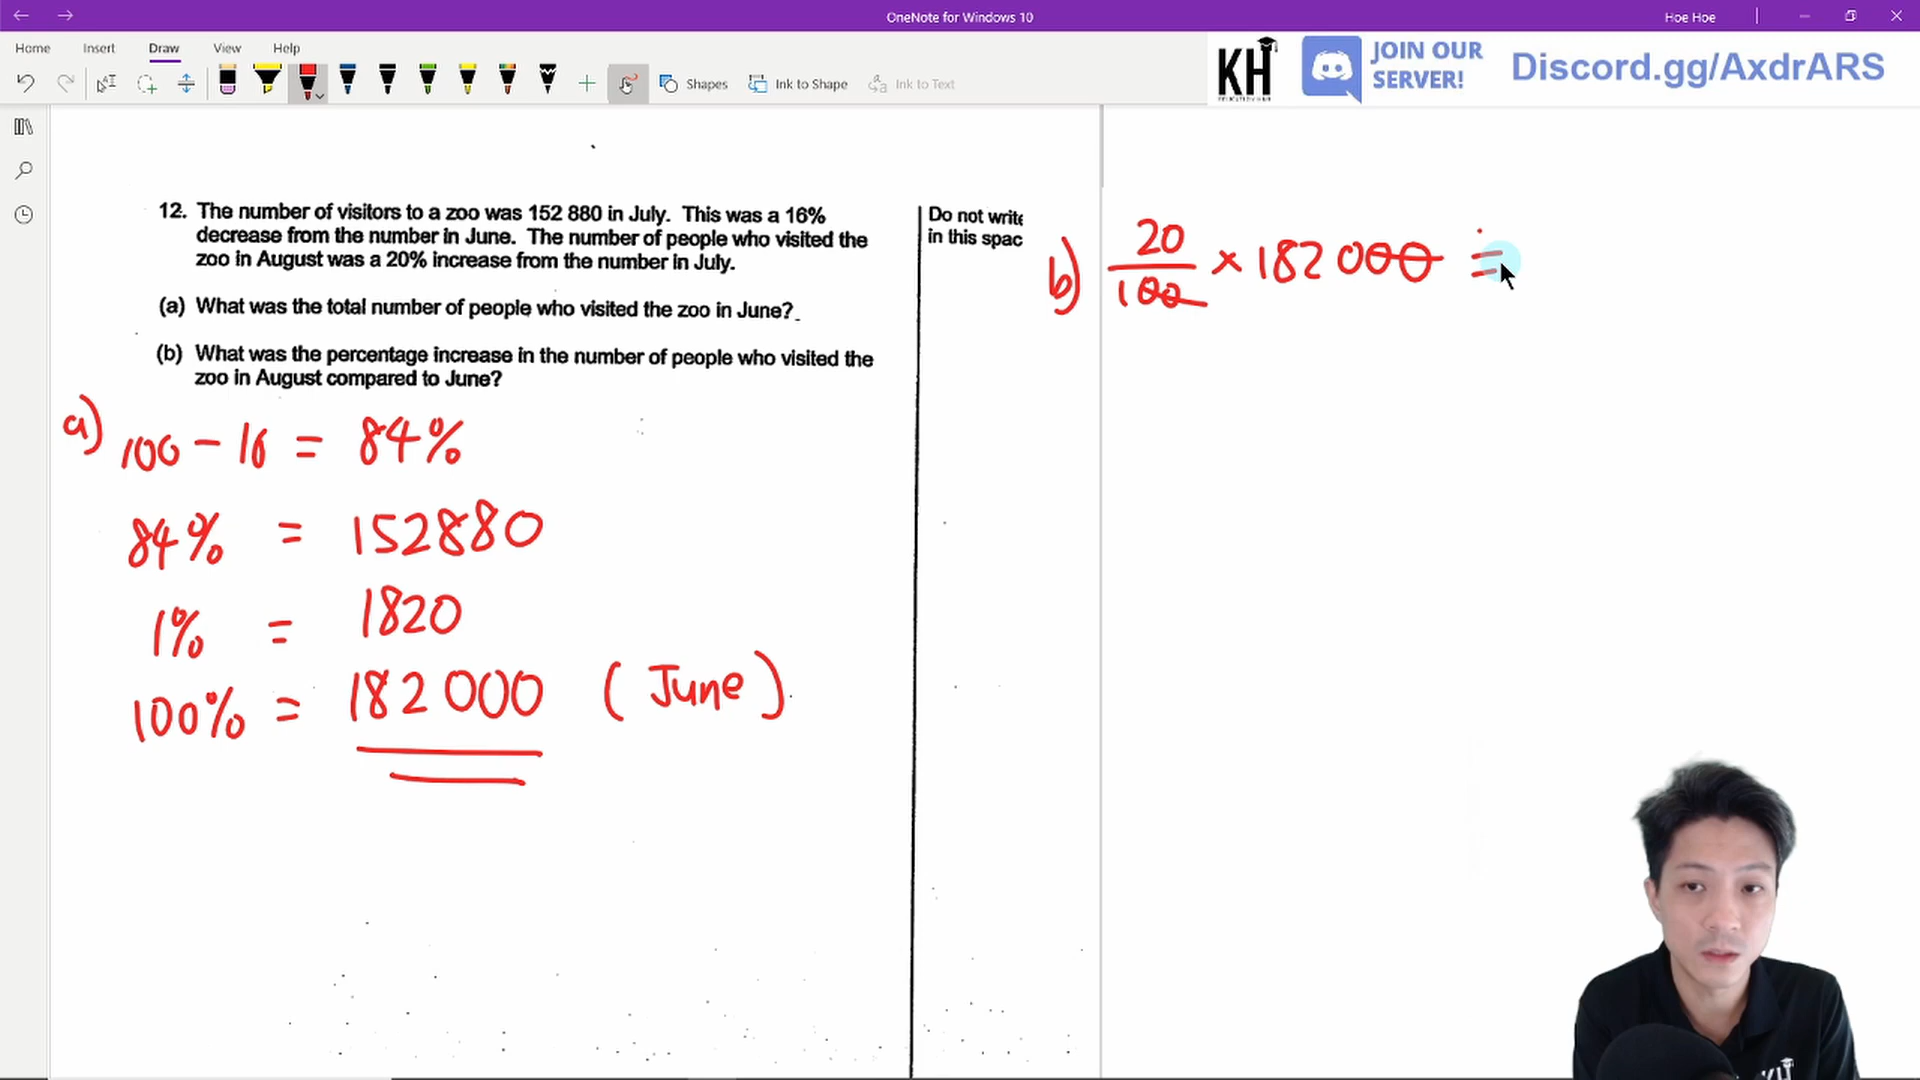 OneNote for Windows 10
Hoe Hoe
Home Insert Draw View Help
Shapes Ink to Shape Ink to Text
KH
JOIN OUR
SERVER!
Discord.gg/AxdrARS
12. The number of visitors to a zoo was 152 880 in July. This was a 16%
decrease from the number in June. The number of people who visited the
zoo in August was a 20% increase from the number in July.
(a) What was the total number of people who visited the zoo in June?
(b) What was the percentage increase in the number of people who visited the
zoo in August compared to June?
Do not write
in this spac
a) 100 - 16 = 84%
84% = 152880
1% = 1820
100% = 182 000 (June)
b) 20/100 × 182 000 =
KH